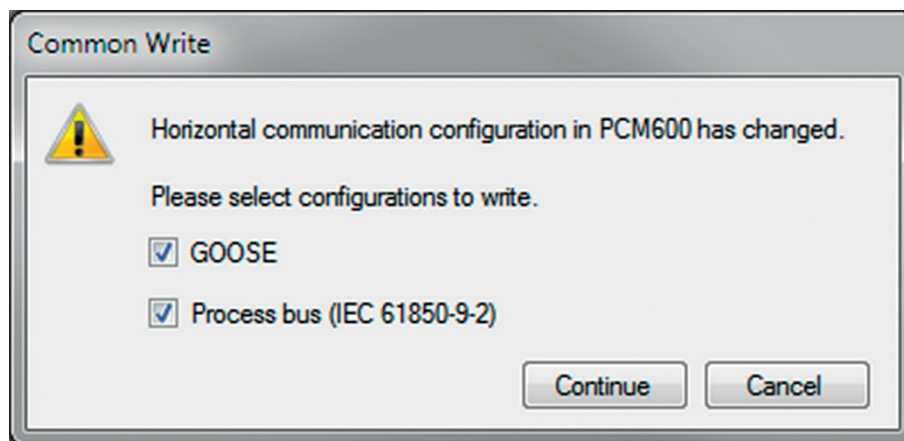 Common Write
Horizontal communication configuration in PCM600 has changed.
Please select configurations to write.
GOOSE
Process bus (IEC 61850-9-2)
Continue Cancel